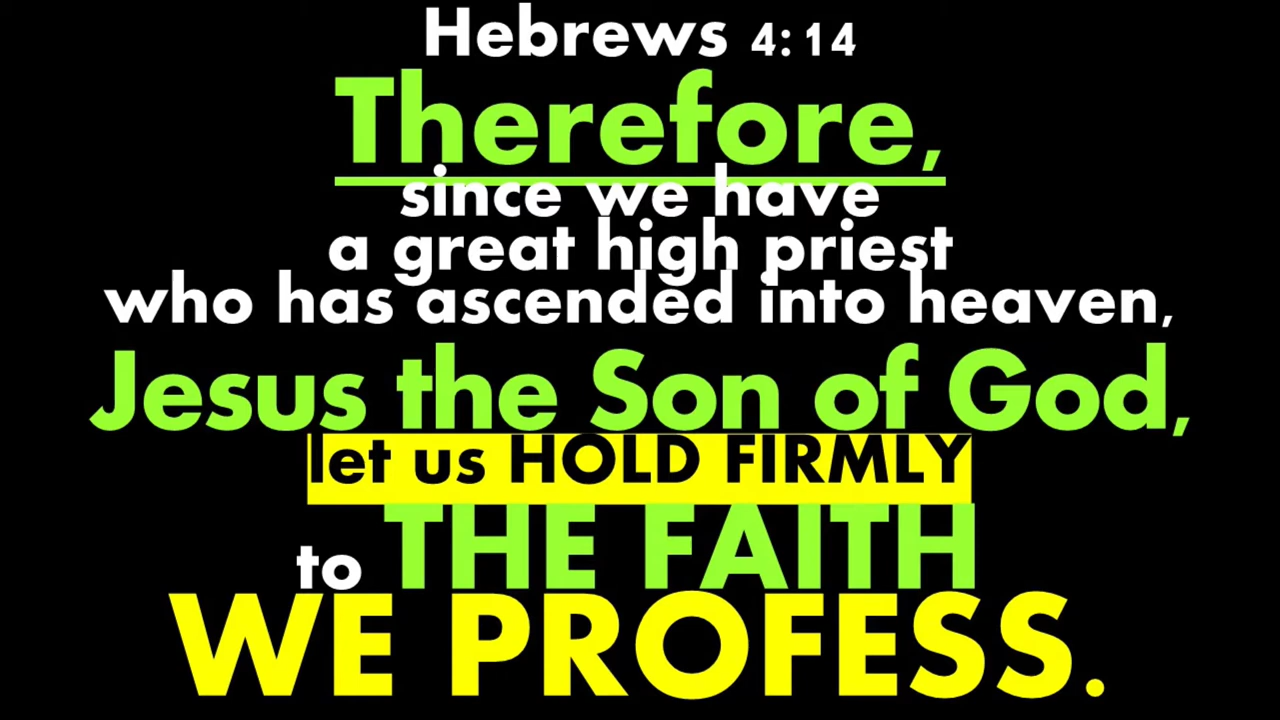 Hebrews 4:14
Therefore,
since we have
a great high priest
who has ascended into heaven,
Jesus the Son of God,
let us HOLD FIRMLY
to THE FAITH
WE PROFESS.